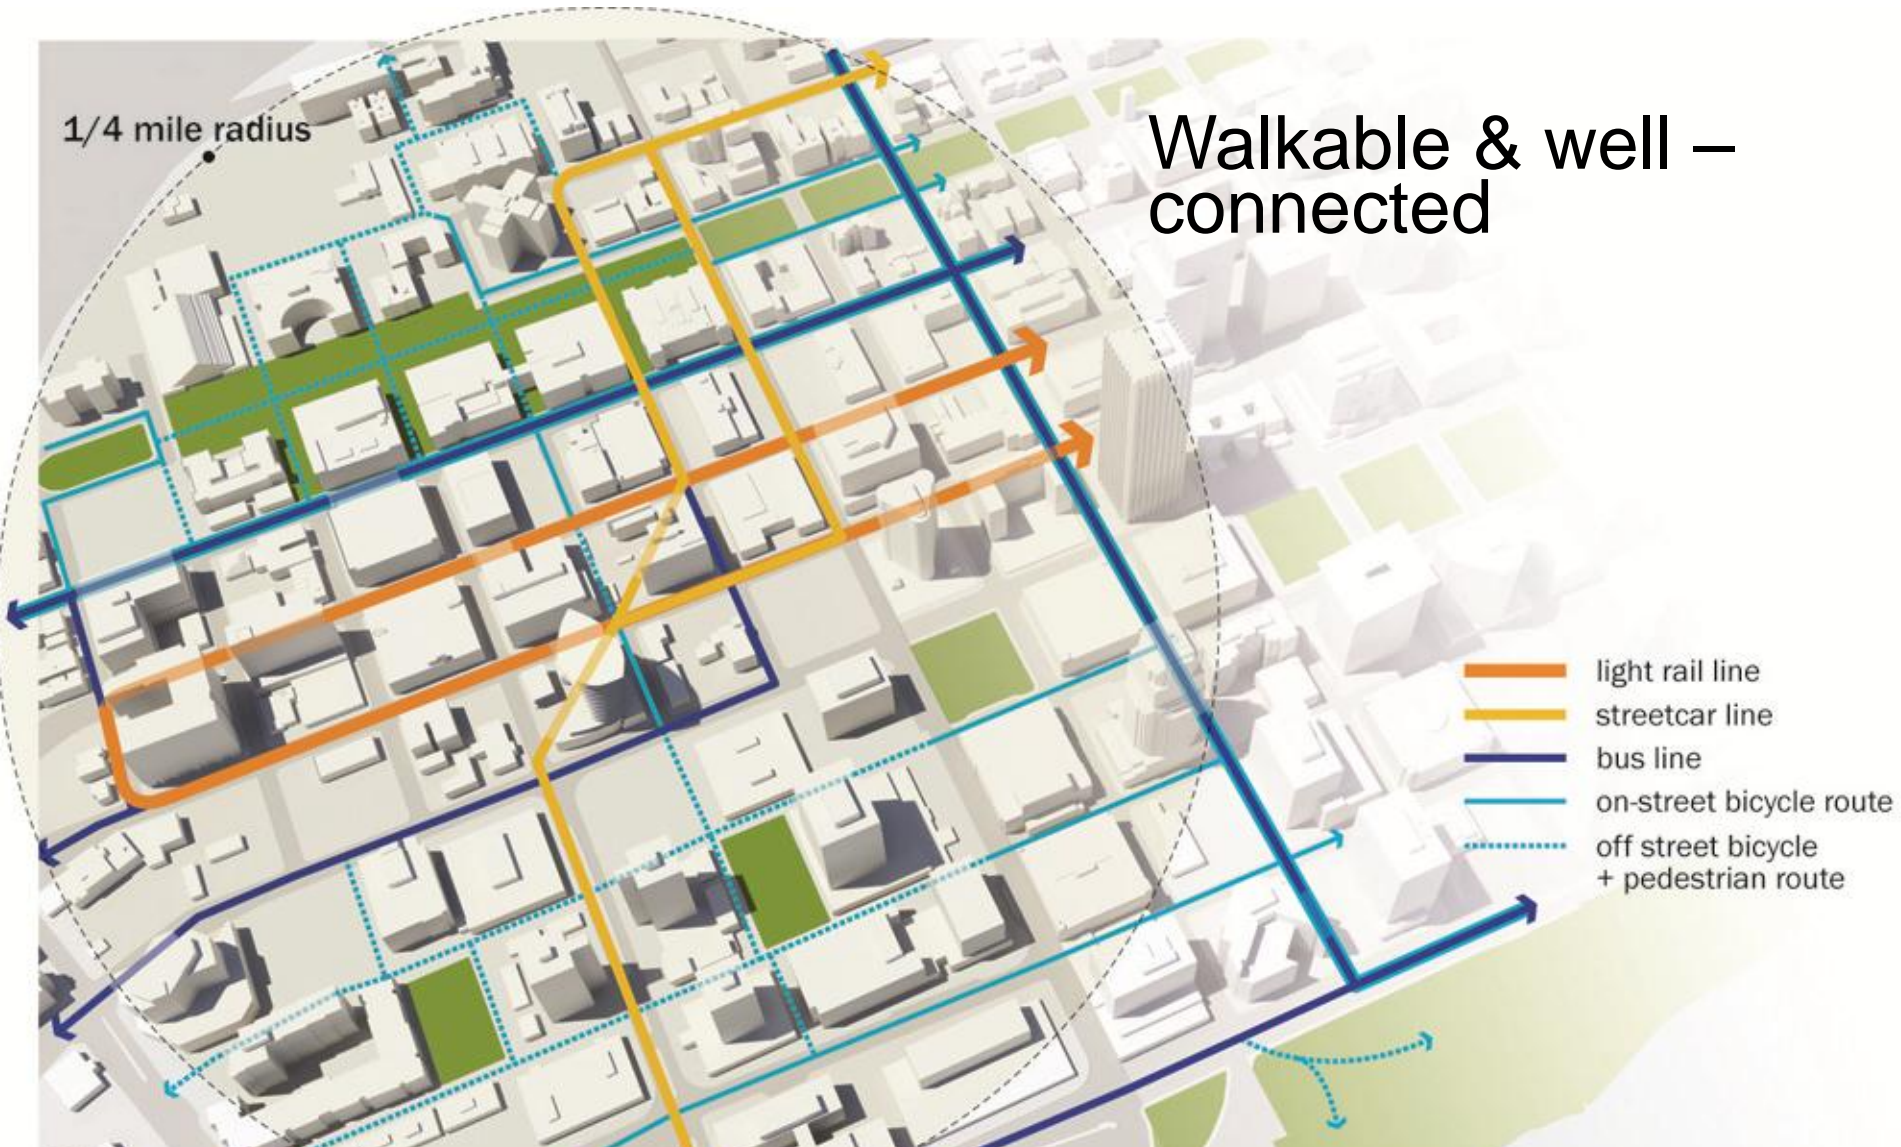 1/4 mile radius
Walkable & well –
connected
light rail line
streetcar line
bus line
on-street bicycle route
off street bicycle
+ pedestrian route